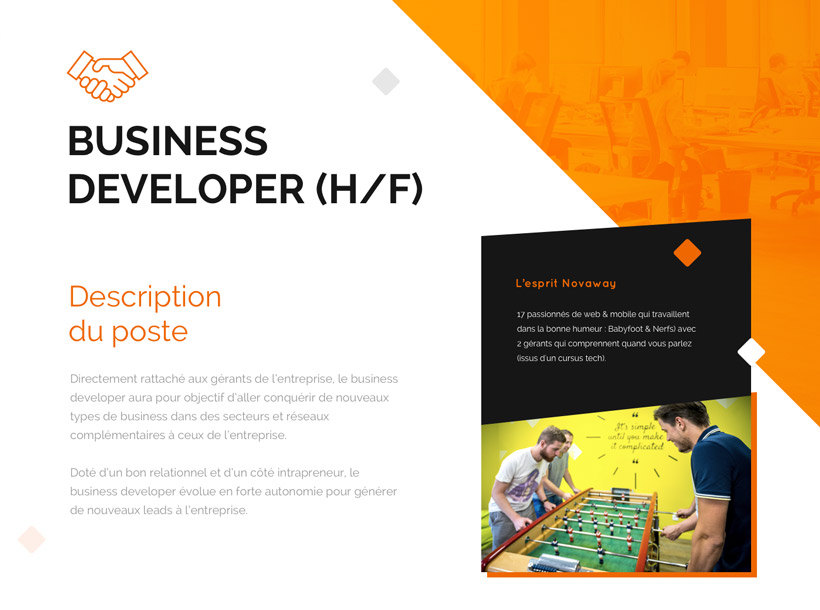 BUSINESS
DEVELOPER (H/F)
Description
du poste
Directement rattaché aux gérants de l'entreprise, le business
developer aura pour objectif d'aller conquérir de nouveaux
types de business dans des secteurs et réseaux
complémentaires à ceux de l'entreprise.
Doté d'un bon relationnel et d'un côté intrapreneur, le
business developer évolue en forte autonomie pour générer
de nouveaux leads à l'entreprise.
L'esprit Novaway
17 passionnés de web & mobile qui travaillent
dans la bonne humeur : Babyfoot & Nerfs) avec
2 gérants qui comprennent quand vous parlez
(issus d'un cursus tech).
“
It's simple
until you make
it complicated
“